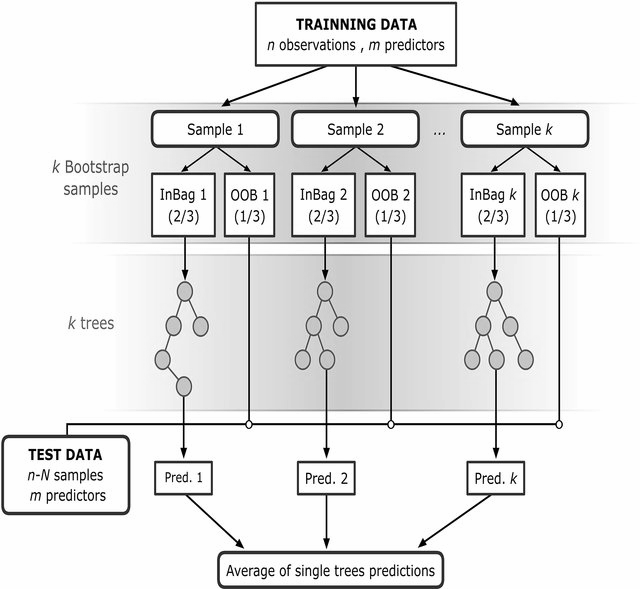 TRAINNING DATA
n observations , m predictors
Sample 1
Sample 2
...
Sample k
k Bootstrap
samples
InBag 1
(2/3)
OOB 1
(1/3)
InBag 2
(2/3)
OOB 2
(1/3)
InBag k
(2/3)
OOB k
(1/3)
k trees
TEST DATA
n-N samples
m predictors
Pred. 1
Pred. 2
Pred. k
Average of single trees predictions